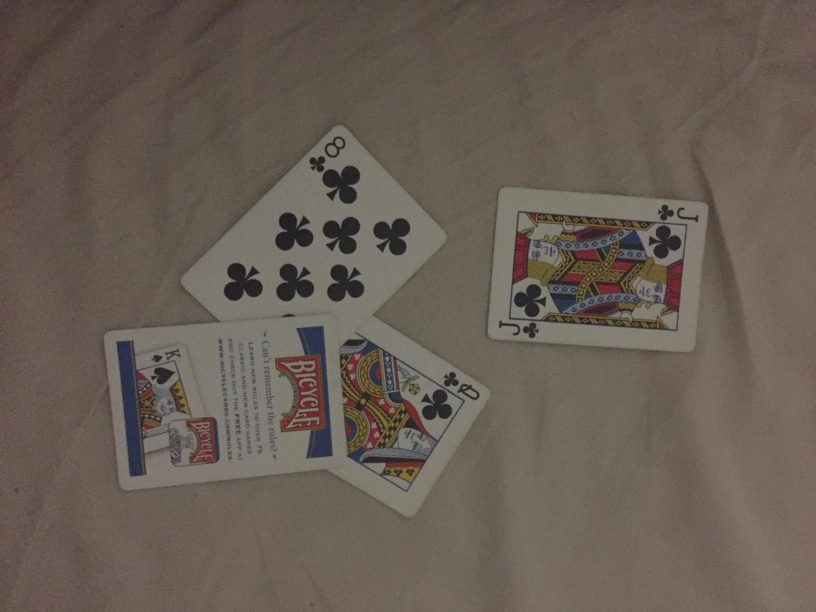 8
J
J
Q
BICYCLE
Can't remember the rules?
LEARN NEW RULES TO OVER 75
CLASSIC AND NEW CARD GAMES
AND CHECK OUT THE FREE APP AT
WWW.BICYCLECARDS.COM/RULES.
K
BICYCLE